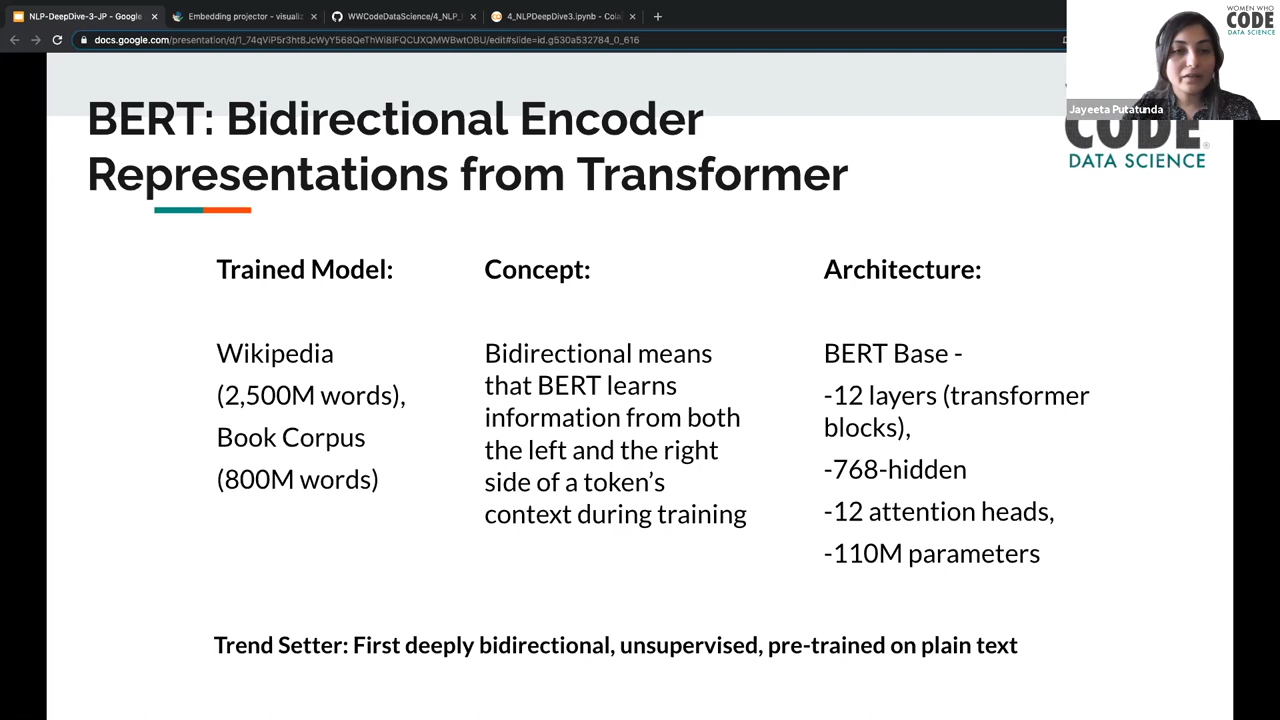 NLP-DeepDive-3-JP - Google
Embedding projector - visualiz
WWCodeDataScience/4_NLP_
4_NLPDeepDive3.ipynb - Cola
docs.google.com/presentation/d/1_74qViP5r3ht8JcWyY568QeThWi8IFQCUXQMWBwtOBU/edit#slide=id.g530a532784_0_616
WOMEN WHO
CODE
DATA SCIENCE
Jayeeta Putatunda
CODE
DATA SCIENCE
BERT: Bidirectional Encoder
Representations from Transformer
Trained Model:
Wikipedia
(2,500M words),
Book Corpus
(800M words)
Concept:
Bidirectional means
that BERT learns
information from both
the left and the right
side of a token’s
context during training
Architecture:
BERT Base -
-12 layers (transformer
blocks),
-768-hidden
-12 attention heads,
-110M parameters
Trend Setter: First deeply bidirectional, unsupervised, pre-trained on plain text